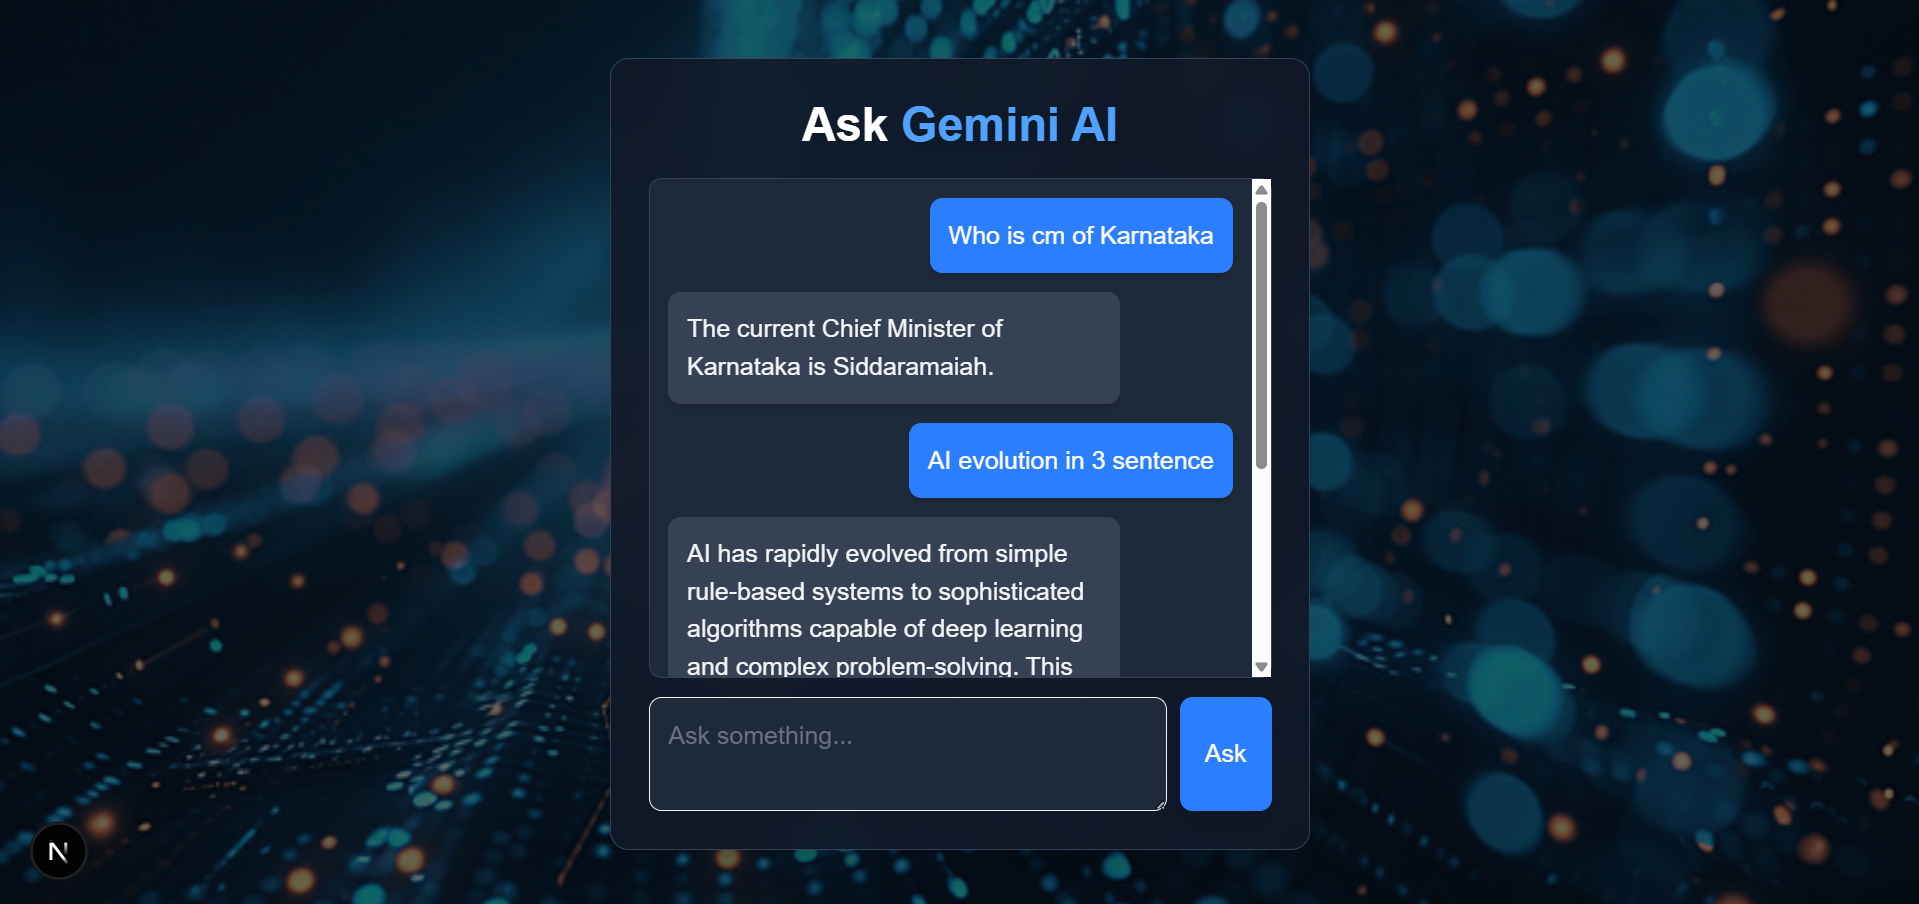 Ask Gemini AI
Who is cm of Karnataka
The current Chief Minister of
Karnataka is Siddaramaiah.
AI evolution in 3 sentence
AI has rapidly evolved from simple
rule-based systems to sophisticated
algorithms capable of deep learning
and complex problem-solving. This
Ask something...
Ask
N